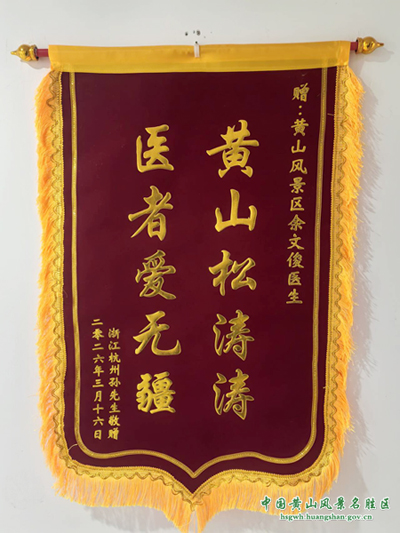 赠：黄山风景区余文俊医生
黄山松涛涛
医者爱无疆
浙江杭州孙先生敬赠
二零二六年三月十六日
中国黄山风景名胜区
hsgwh.huangshan.gov.cn